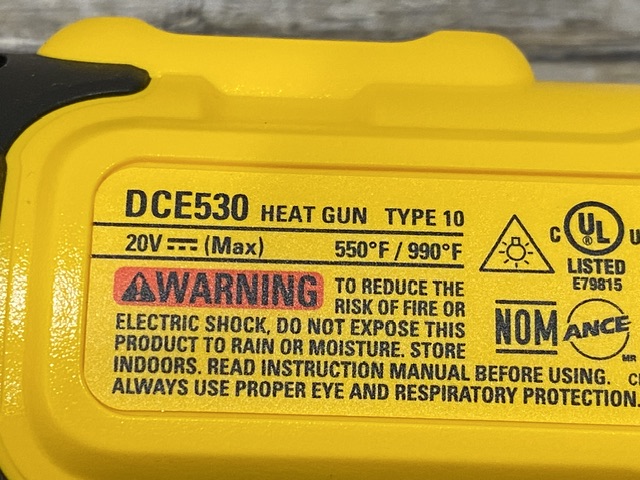 DCE530 HEAT GUN TYPE 10
20V ⎓ (Max) 550°F / 990°F
C UL U
LISTED
E79815
⚠WARNING TO REDUCE THE
RISK OF FIRE OR
ELECTRIC SHOCK, DO NOT EXPOSE THIS
PRODUCT TO RAIN OR MOISTURE. STORE
INDOORS. READ INSTRUCTION MANUAL BEFORE USING.
ALWAYS USE PROPER EYE AND RESPIRATORY PROTECTION.
NOM ANCE
MR